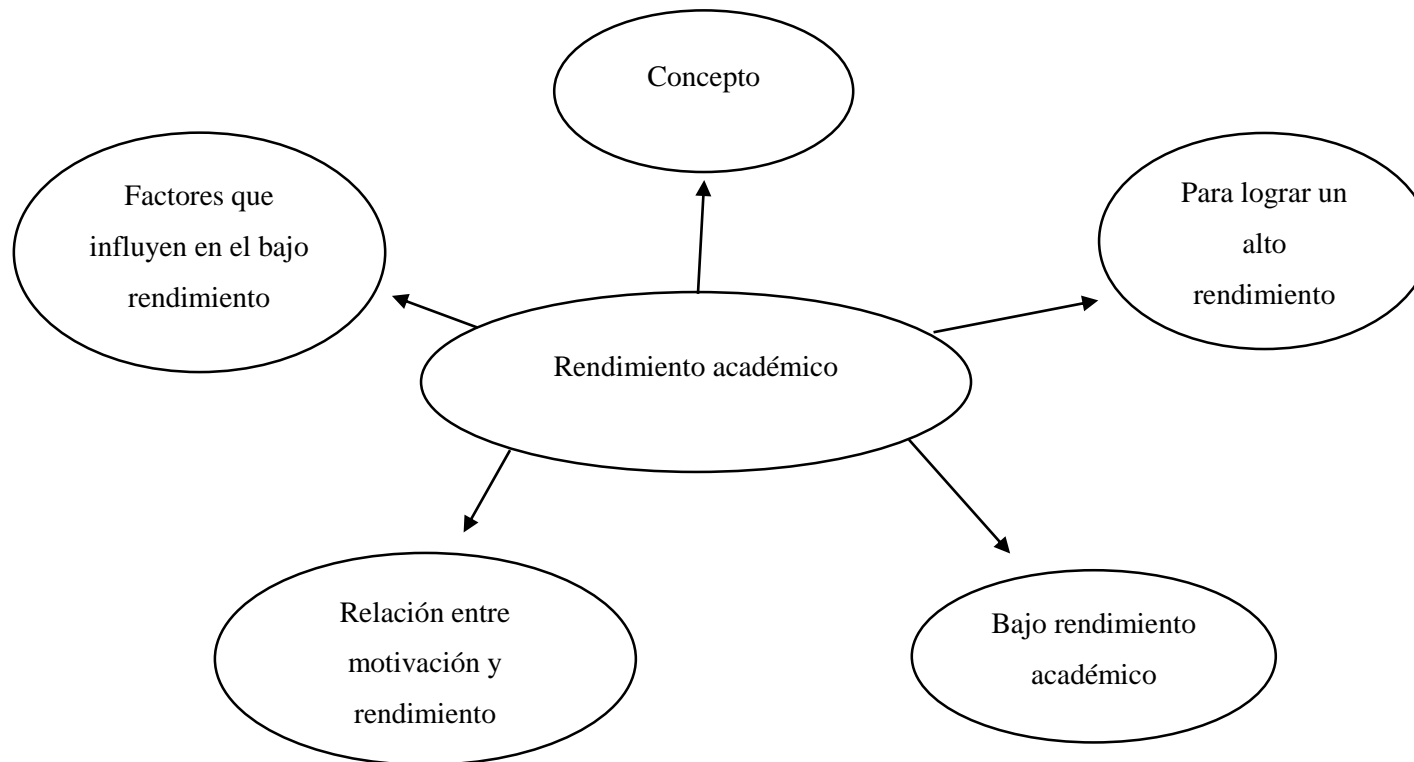 Concepto
Factores que
influyen en el bajo
rendimiento
Para lograr un
alto
rendimiento
Rendimiento académico
Relación entre
motivación y
rendimiento
Bajo rendimiento
académico